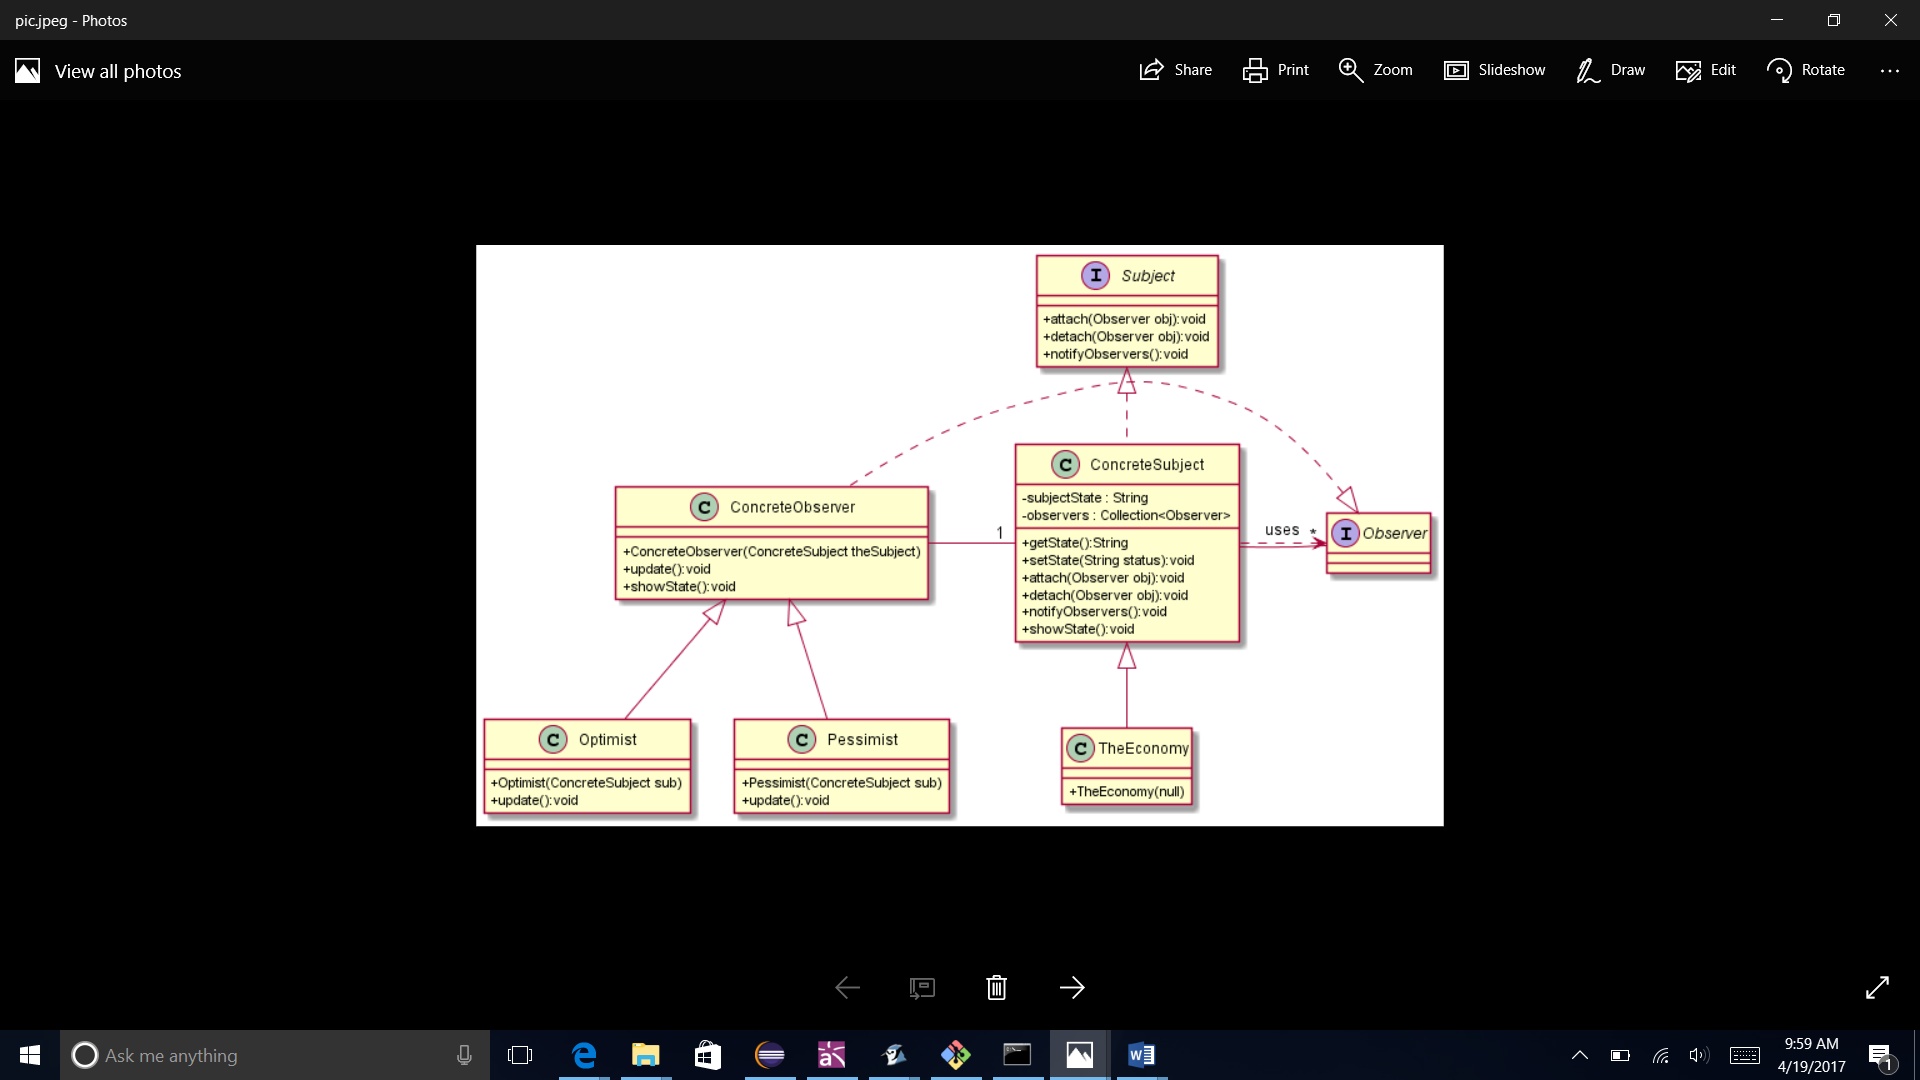 pic.jpeg - Photos
View all photos
Share
Print
Zoom
Slideshow
Draw
Edit
Rotate
I Subject
+attach(Observer obj):void
+detach(Observer obj):void
+notifyObservers():void
C ConcreteSubject
-subjectState : String
-observers : Collection<Observer>
+getState():String
+setState(String status):void
+attach(Observer obj):void
+detach(Observer obj):void
+notifyObservers():void
+showState():void
C ConcreteObserver
+ConcreteObserver(ConcreteSubject theSubject)
+update():void
+showState():void
1
uses *
I Observer
C Optimist
+Optimist(ConcreteSubject sub)
+update():void
C Pessimist
+Pessimist(ConcreteSubject sub)
+update():void
C TheEconomy
+TheEconomy(null)
Ask me anything
9:59 AM
4/19/2017
1